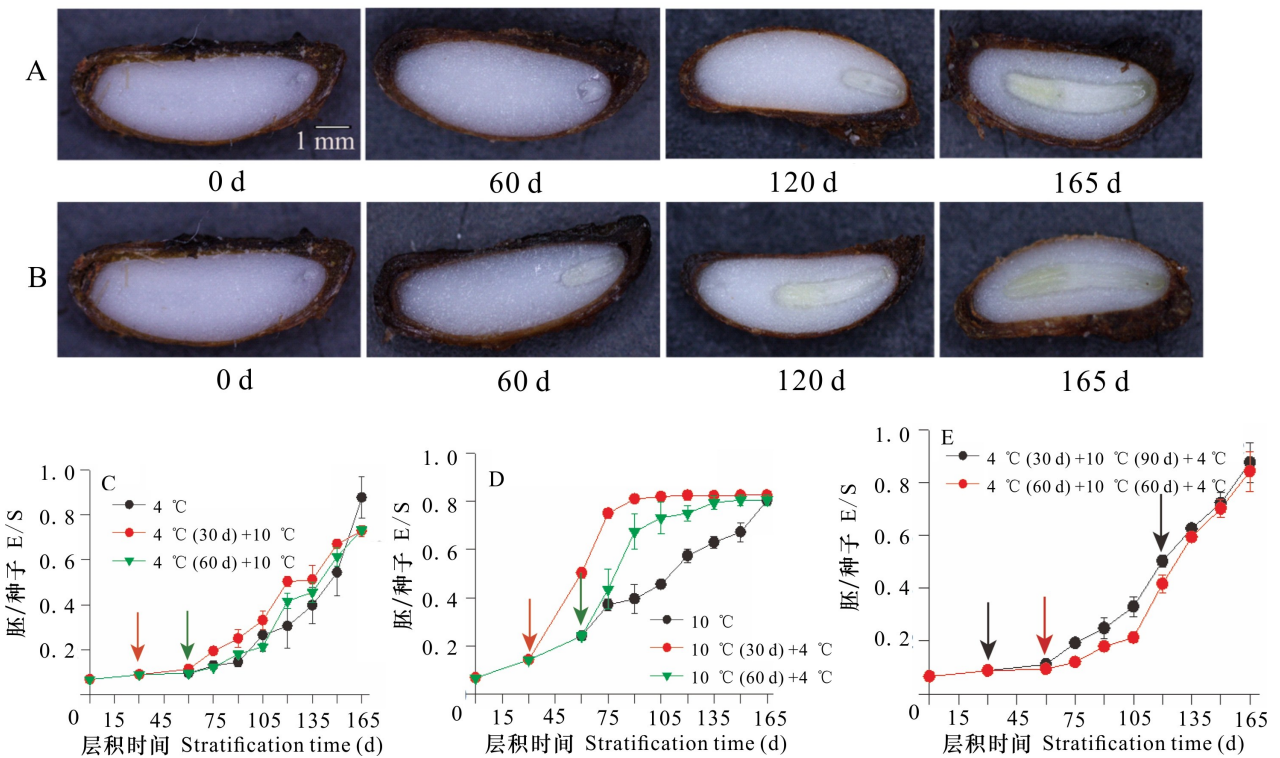 A
1 mm
0 d
60 d
120 d
165 d
B
0 d
60 d
120 d
165 d
C
1. 0
0. 8
0. 6
0. 4
0. 2
胚/种子 E/S
4 ℃
4 ℃ (30 d) +10 ℃
4 ℃ (60 d) +10 ℃
0 15 45 75 105 135 165
层积时间 Stratification time (d)
D
1. 0
0. 8
0. 6
0. 4
0. 2
胚/种子 E/S
10 ℃
10 ℃ (30 d) +4 ℃
10 ℃ (60 d) +4 ℃
0 15 45 75 105 135 165
层积时间 Stratification time (d)
E
1. 0
0. 8
0. 6
0. 4
0. 2
胚/种子 E/S
4 ℃ (30 d) +10 ℃ (90 d) + 4 ℃
4 ℃ (60 d) +10 ℃ (60 d) + 4 ℃
0 15 45 75 105 135 165
层积时间 Stratification time (d)